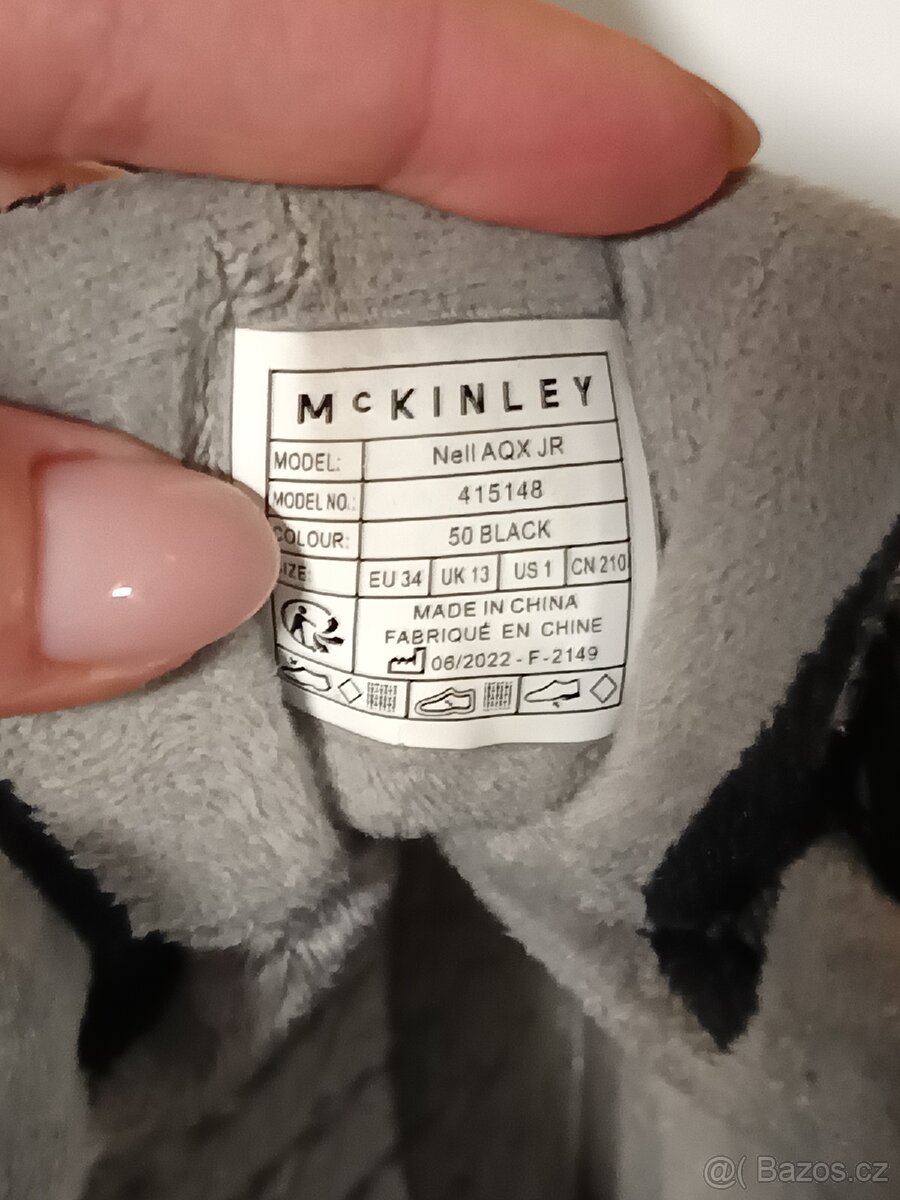 McKINLEY
MODEL: Nell AQX JR
MODEL NO.: 415148
COLOUR: 50 BLACK
IZE: EU 34 UK 13 US 1 CN 210
MADE IN CHINA
FABRIQUÉ EN CHINE
06/2022 - F-2149
@( Bazos.cz